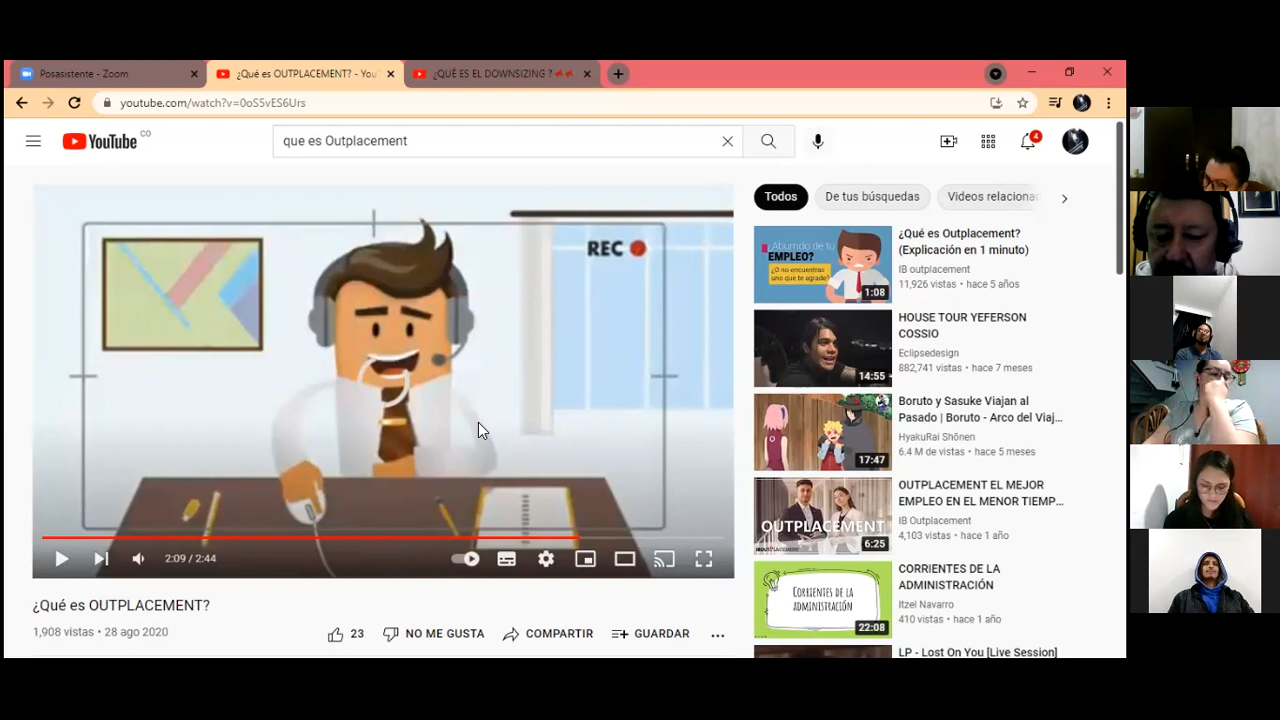 Posasistente - Zoom
¿Qué es OUTPLACEMENT? - You
¿QUÉ ES EL DOWNSIZING ?
youtube.com/watch?v=0oS5vES6Urs
YouTube CO
que es Outplacement
4
REC
2:09 / 2:44
¿Qué es OUTPLACEMENT?
1,908 vistas • 28 ago 2020
23
NO ME GUSTA
COMPARTIR
GUARDAR
Todos
De tus búsquedas
Videos relaciona
¿Aburrido de tu
EMPLEO?
¿O no encuentras
uno que te agrade?
1:08
¿Qué es Outplacement?
(Explicación en 1 minuto)
IB outplacement
11,926 vistas • hace 5 años
14:55
HOUSE TOUR YEFERSON
COSSIO
Eclipsedesign
882,741 vistas • hace 7 meses
17:47
Boruto y Sasuke Viajan al
Pasado | Boruto - Arco del Viaj...
HyakuRai Shōnen
6.4 M de vistas • hace 5 meses
OUTPLACEMENT
6:25
OUTPLACEMENT EL MEJOR
EMPLEO EN EL MENOR TIEMP...
IB Outplacement
4,103 vistas • hace 1 año
CORRIENTES DE LA
ADMINISTRACIÓN
22:08
CORRIENTES DE LA
ADMINISTRACIÓN
Itzel Navarro
410 vistas • hace 1 año
LP - Lost On You [Live Session]